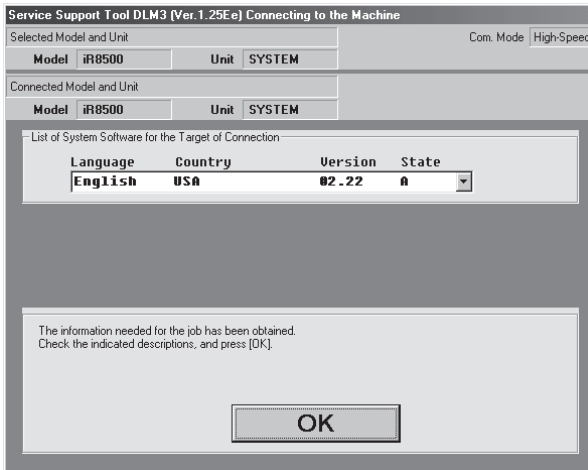 Service Support Tool DLM3 (Ver.1.25Ee) Connecting to the Machine
Selected Model and Unit Com. Mode High-Speed
Model iR8500 Unit SYSTEM
Connected Model and Unit
Model iR8500 Unit SYSTEM
List of System Software for the Target of Connection
Language Country Version State
English USA 02.22 A
The information needed for the job has been obtained.
Check the indicated descriptions, and press [OK].
OK